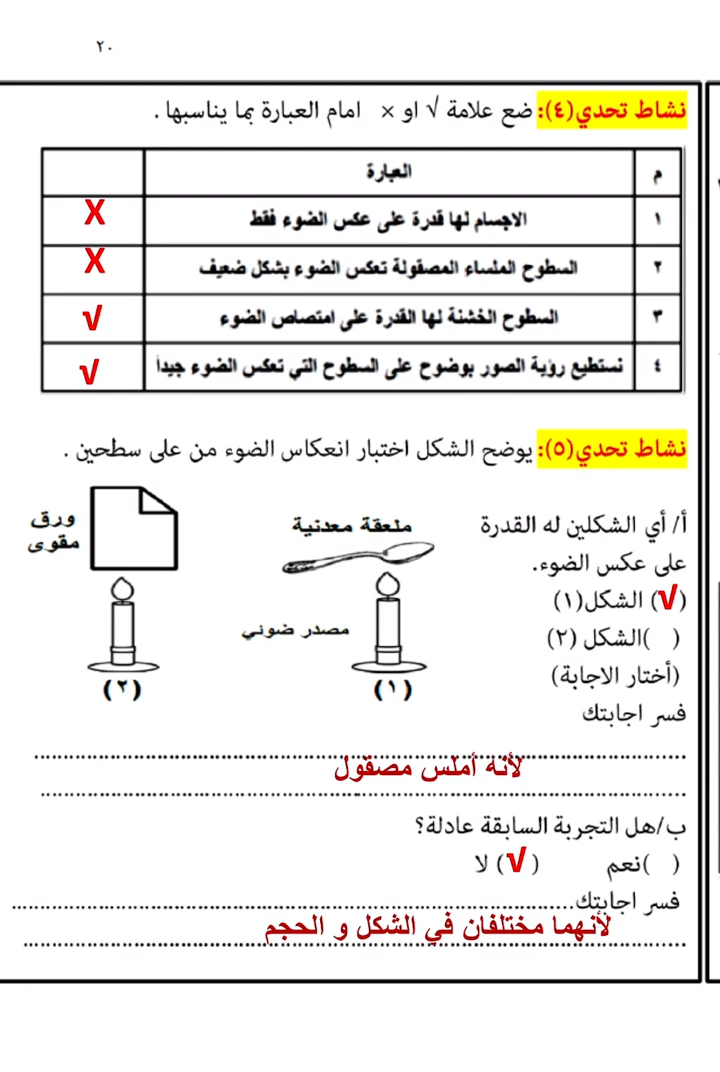 ٢٠
نشاط تحدي(٤): ضع علامة √ او × امام العبارة بما يناسبها .
م العبارة
١ الاجسام لها قدرة على عكس الضوء فقط X
٢ السطوح الملساء المصقولة تعكس الضوء بشكل ضعيف X
٣ السطوح الخشنة لها القدرة على امتصاص الضوء √
٤ نستطيع رؤية الصور بوضوح على السطوح التي تعكس الضوء جيداً √
نشاط تحدي(٥): يوضح الشكل اختبار انعكاس الضوء من على سطحين .
أ/ أي الشكلين له القدرة
على عكس الضوء.
(√) الشكل(١)
( )الشكل (٢)
(أختار الاجابة)
فسر اجابتك
ملعقة معدنية
مصدر ضوئي
(١)
ورق
مقوى
(٢)
لأنه أملس مصقول
ب/هل التجربة السابقة عادلة؟
( )نعم (√) لا
فسر اجابتك
لأنهما مختلفان في الشكل و الحجم